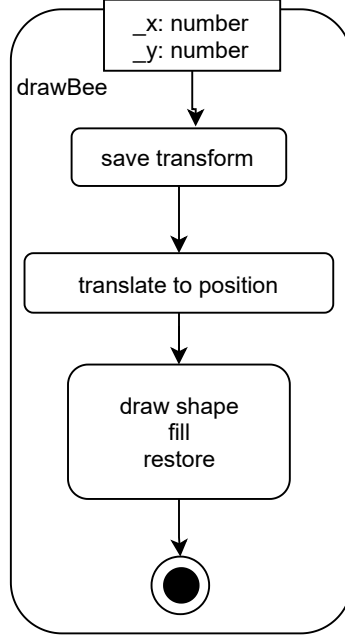 _x: number
_y: number
drawBee
save transform
translate to position
draw shape
fill
restore